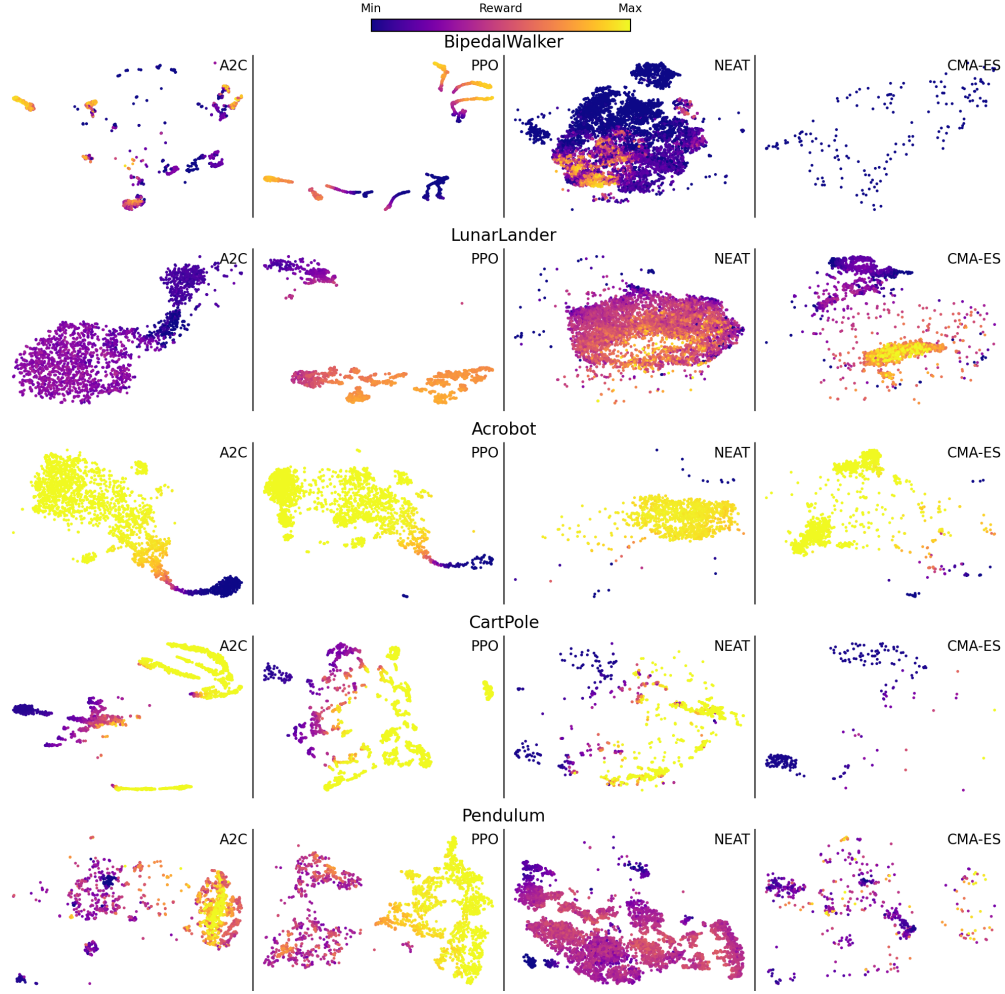 Min Reward Max
BipedalWalker
A2C PPO NEAT CMA-ES
LunarLander
A2C PPO NEAT CMA-ES
Acrobot
A2C PPO NEAT CMA-ES
CartPole
A2C PPO NEAT CMA-ES
Pendulum
A2C PPO NEAT CMA-ES